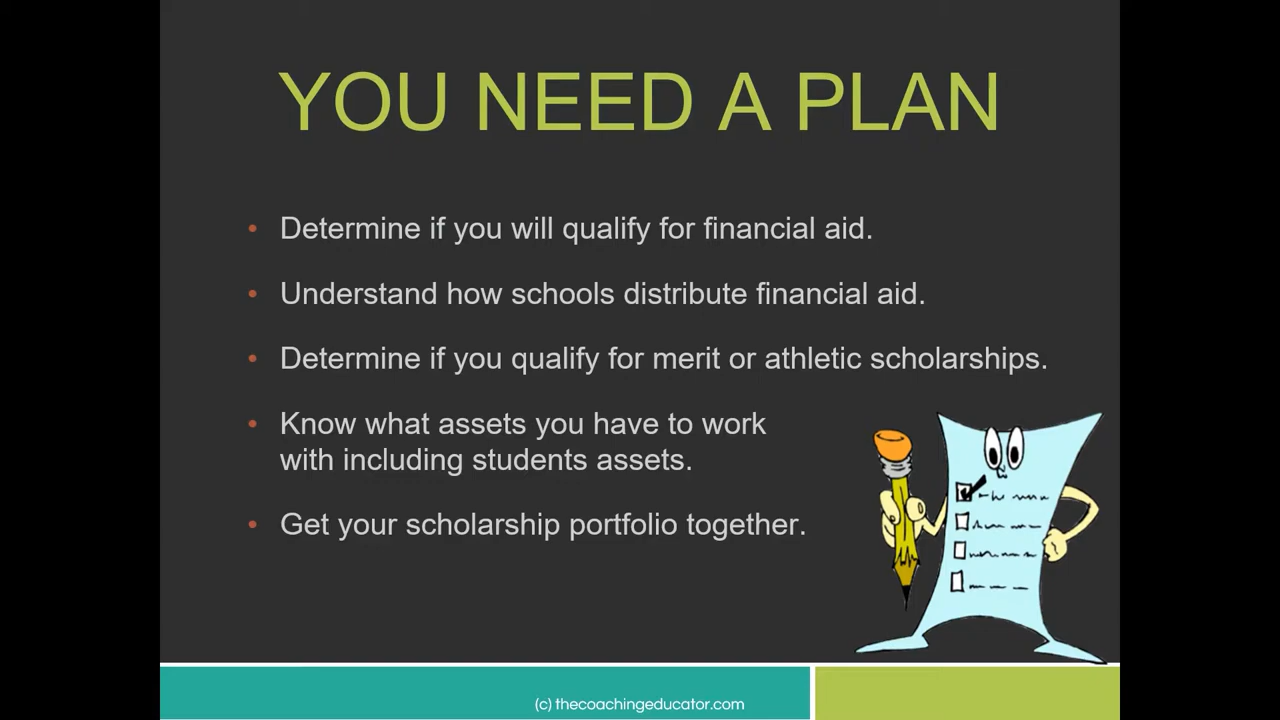 YOU NEED A PLAN
• Determine if you will qualify for financial aid.
• Understand how schools distribute financial aid.
• Determine if you qualify for merit or athletic scholarships.
• Know what assets you have to work
with including students assets.
• Get your scholarship portfolio together.
(c) thecoachingeducator.com